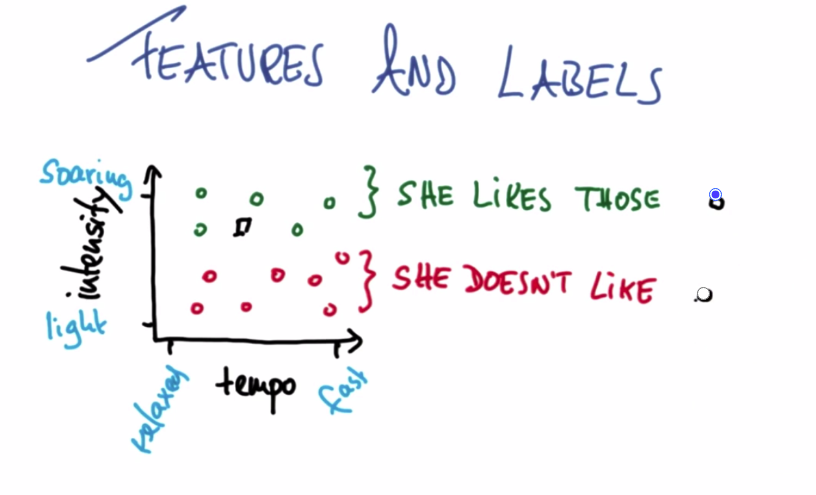 FEATURES AND LABELS
Soaring
intensity
light
SHE LIKES THOSE
SHE DOESN'T LIKE
relaxed
tempo
fast